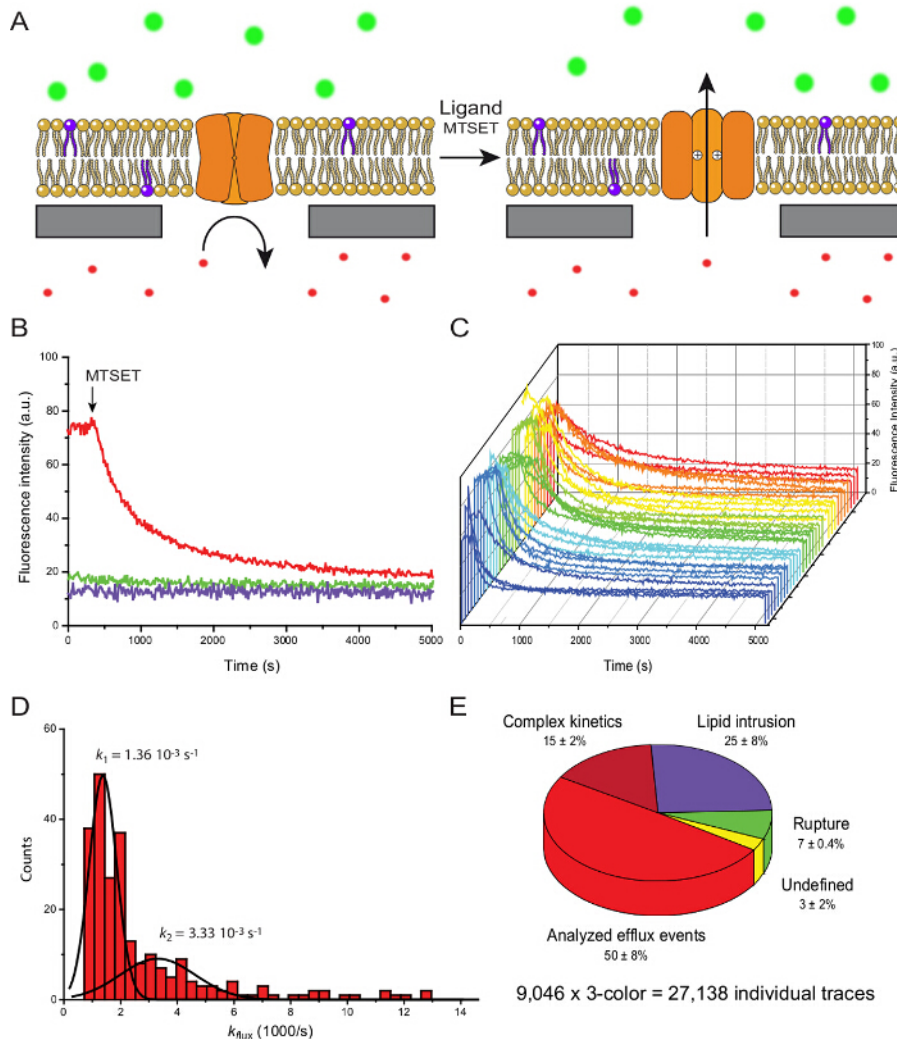 A
Ligand
MTSET
B
C
Fluorescence intensity (a.u.)
100
80
60
40
20
0
MTSET
0 1000 2000 3000 4000 5000
Time (s)
100
80
60
40
20
0
Fluorescence Intensity (a.u.)
0 1000 2000 3000 4000 5000
Time (s)
D
E
Counts
60
40
20
0
k₁ = 1.36 10⁻³ s⁻¹
k₂ = 3.33 10⁻³ s⁻¹
0 2 4 6 8 10 12 14
k_flux (1000/s)
Complex kinetics
15 ± 2%
Lipid intrusion
25 ± 8%
Rupture
7 ± 0.4%
Undefined
3 ± 2%
Analyzed efflux events
50 ± 8%
9,046 x 3-color = 27,138 individual traces